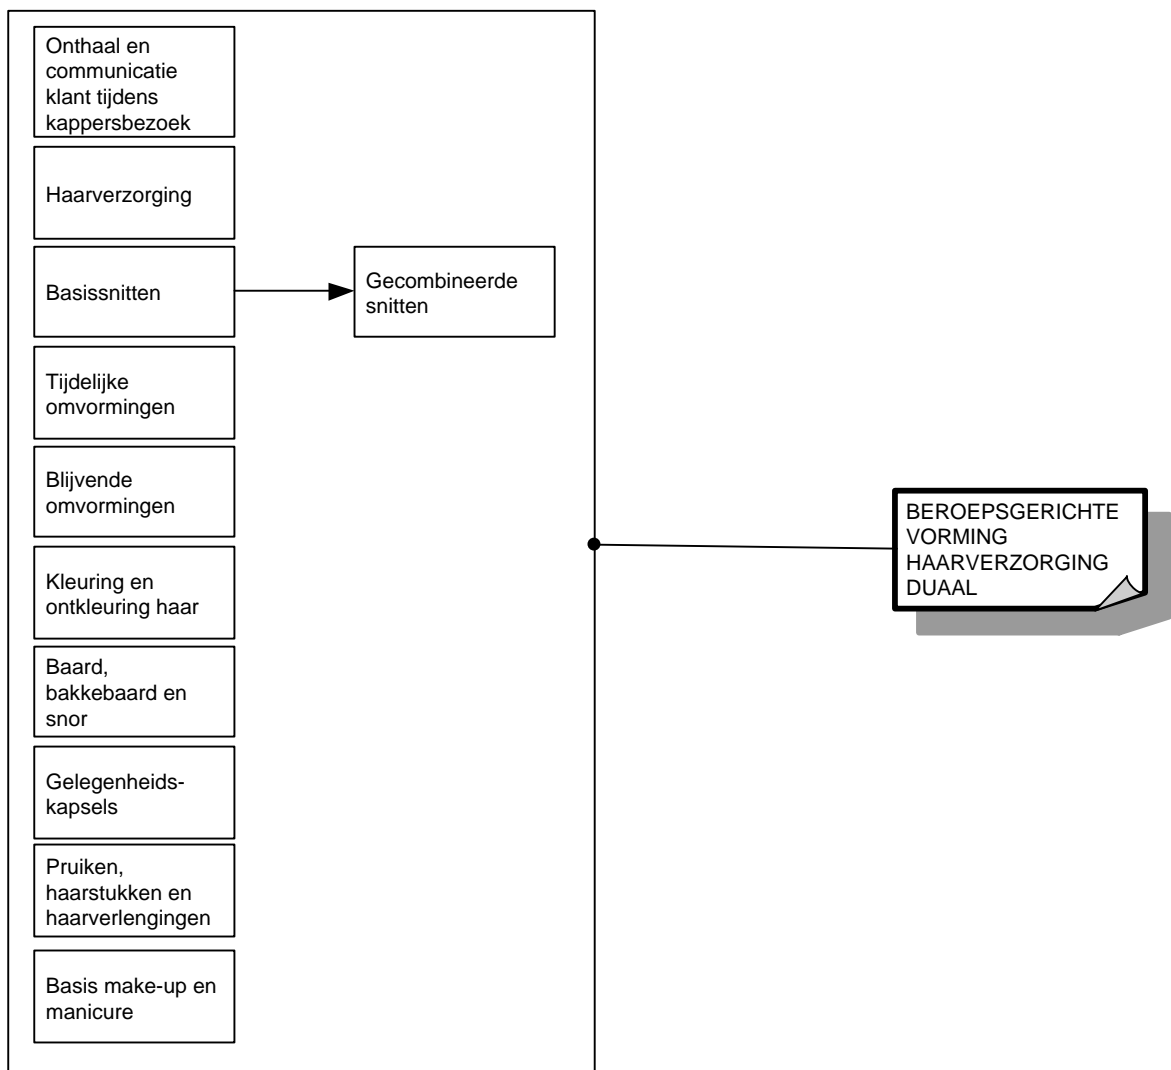 Onthaal en
communicatie
klant tijdens
kappersbezoek
Haarverzorging
Basissnitten
Gecombineerde
snitten
Tijdelijke
omvormingen
Blijvende
omvormingen
Kleuring en
ontkleuring haar
Baard,
bakkebaard en
snor
Gelegenheids-
kapsels
Pruiken,
haarstukken en
haarverlengingen
Basis make-up en
manicure
BEROEPSGERICHTE
VORMING
HAARVERZORGING
DUAAL